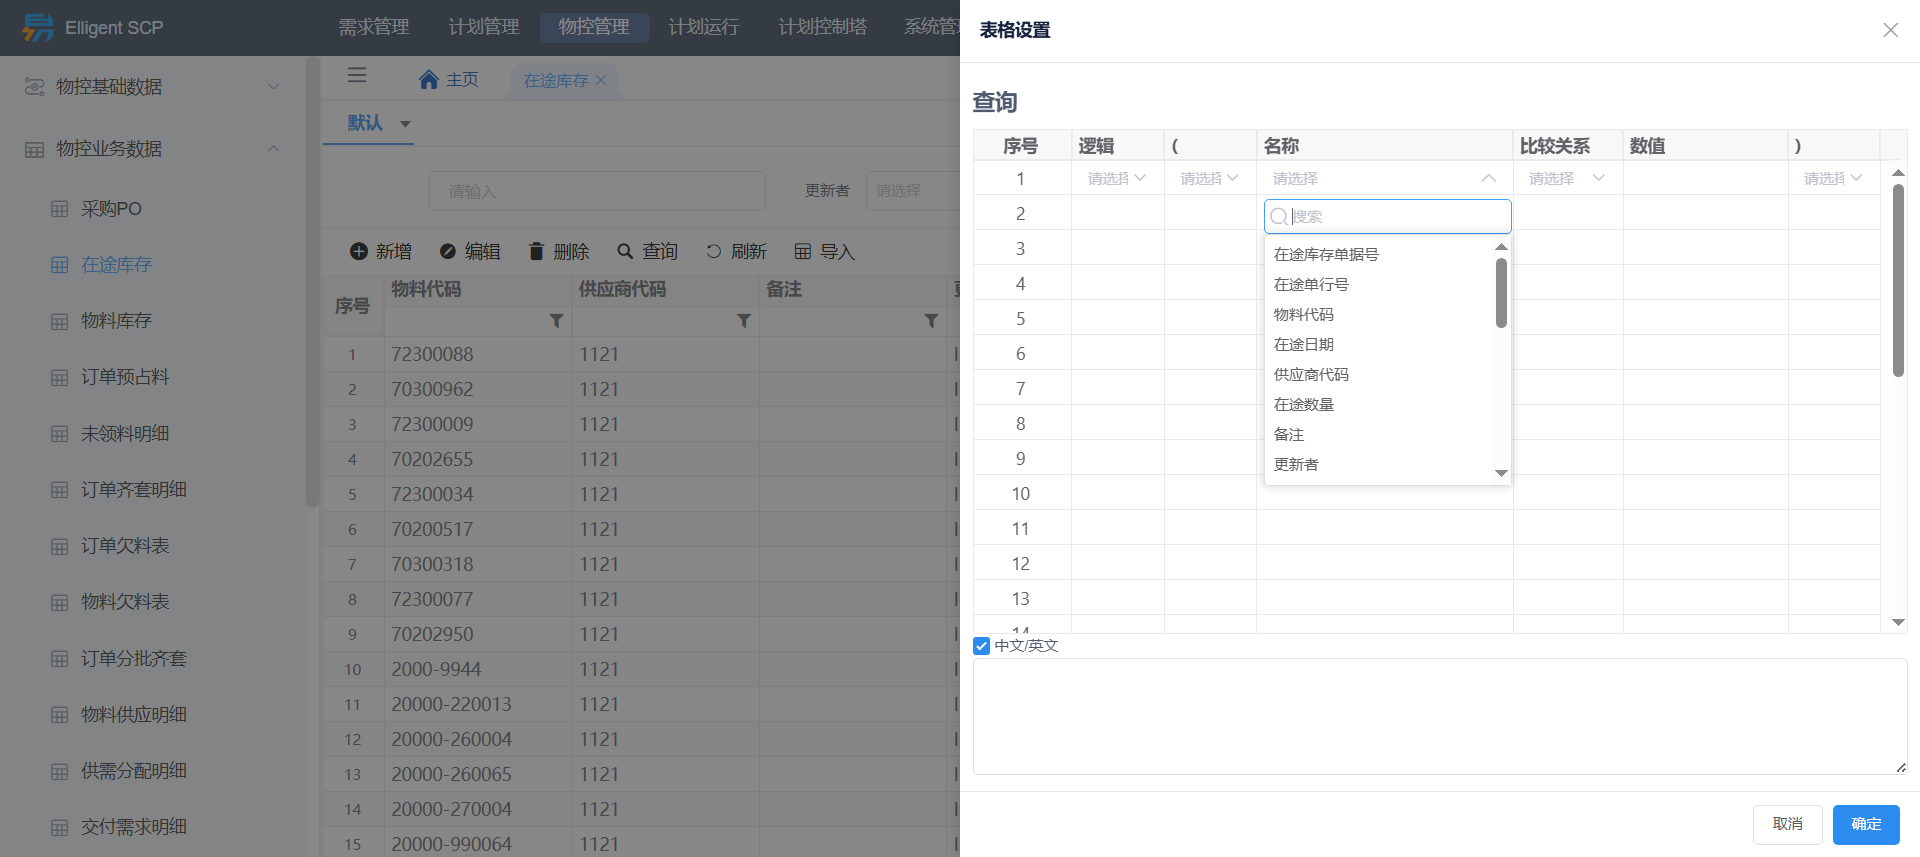 Elligent SCP
需求管理
计划管理
物控管理
计划运行
计划控制塔
系统管
物控基础数据
物控业务数据
采购PO
在途库存
物料库存
订单预占料
未领料明细
订单齐套明细
订单欠料表
物料欠料表
订单分批齐套
物料供应明细
供需分配明细
交付需求明细
主页
在途库存
默认
请输入
更新者
请选择
新增
编辑
删除
查询
刷新
导入
序号 物料代码 供应商代码 备注
1 72300088 1121
2 70300962 1121
3 72300009 1121
4 70202655 1121
5 72300034 1121
6 70200517 1121
7 70300318 1121
8 72300077 1121
9 70202950 1121
10 2000-9944 1121
11 20000-220013 1121
12 20000-260004 1121
13 20000-260065 1121
14 20000-270004 1121
15 20000-990064 1121
表格设置
查询
序号 逻辑 ( 名称 比较关系 数值 )
1 请选择 请选择 请选择 请选择 请选择
2
3
4
5
6
7
8
9
10
11
12
13
14
搜索
在途库存单据号
在途单行号
物料代码
在途日期
供应商代码
在途数量
备注
更新者
中文/英文
取消
确定